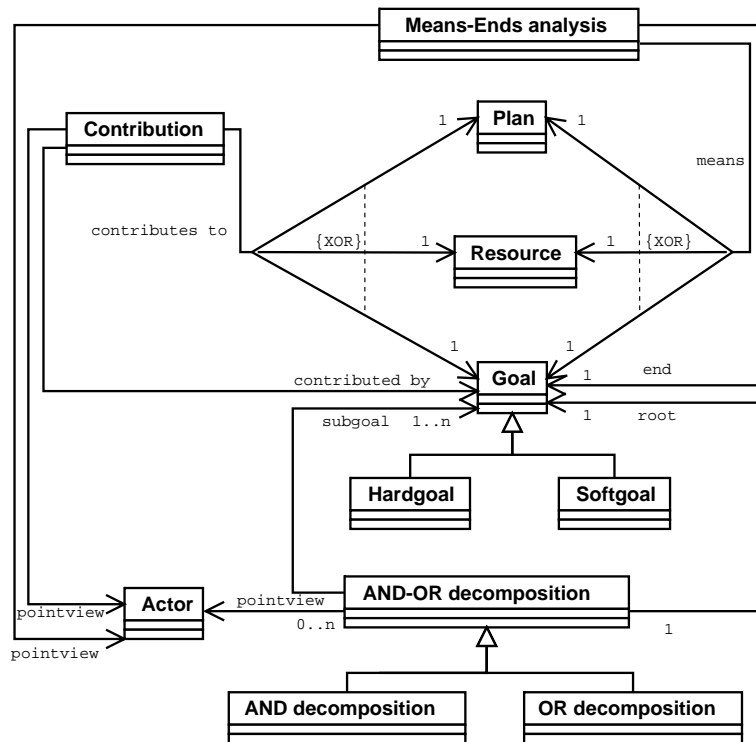 Means-Ends analysis
Plan
1
1
Contribution
means
contributes to
{XOR}
1
Resource
1
{XOR}
1
1
Goal
contributed by
1
end
subgoal
1..n
1
root
Hardgoal
Softgoal
Actor
pointview
AND-OR decomposition
pointview
0..n
1
pointview
AND decomposition
OR decomposition